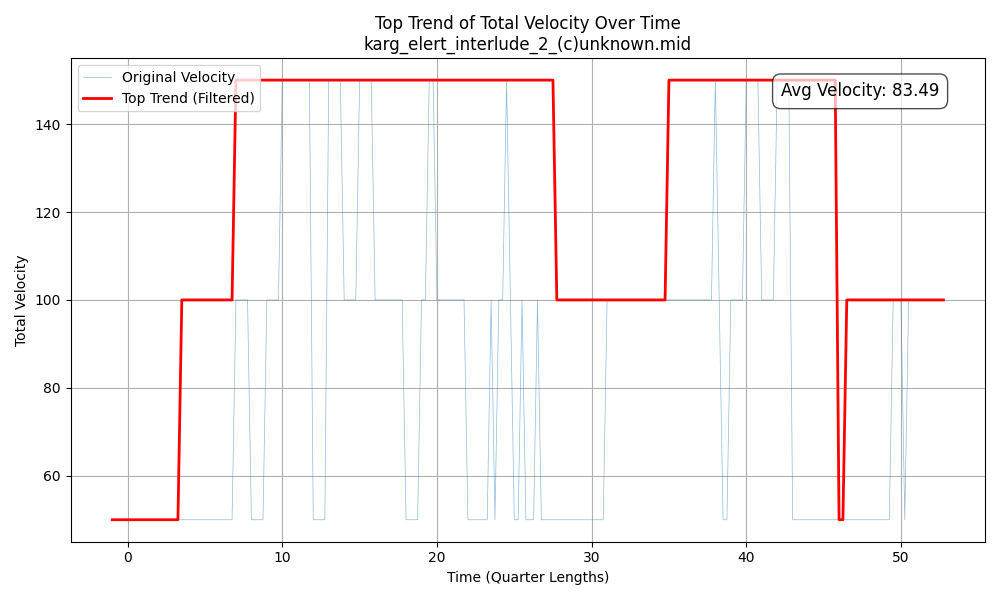 Top Trend of Total Velocity Over Time
karg_elert_interlude_2_(c)unknown.mid
Original Velocity
Top Trend (Filtered)
Avg Velocity: 83.49
Total Velocity
140
120
100
80
60
0 10 20 30 40 50
Time (Quarter Lengths)